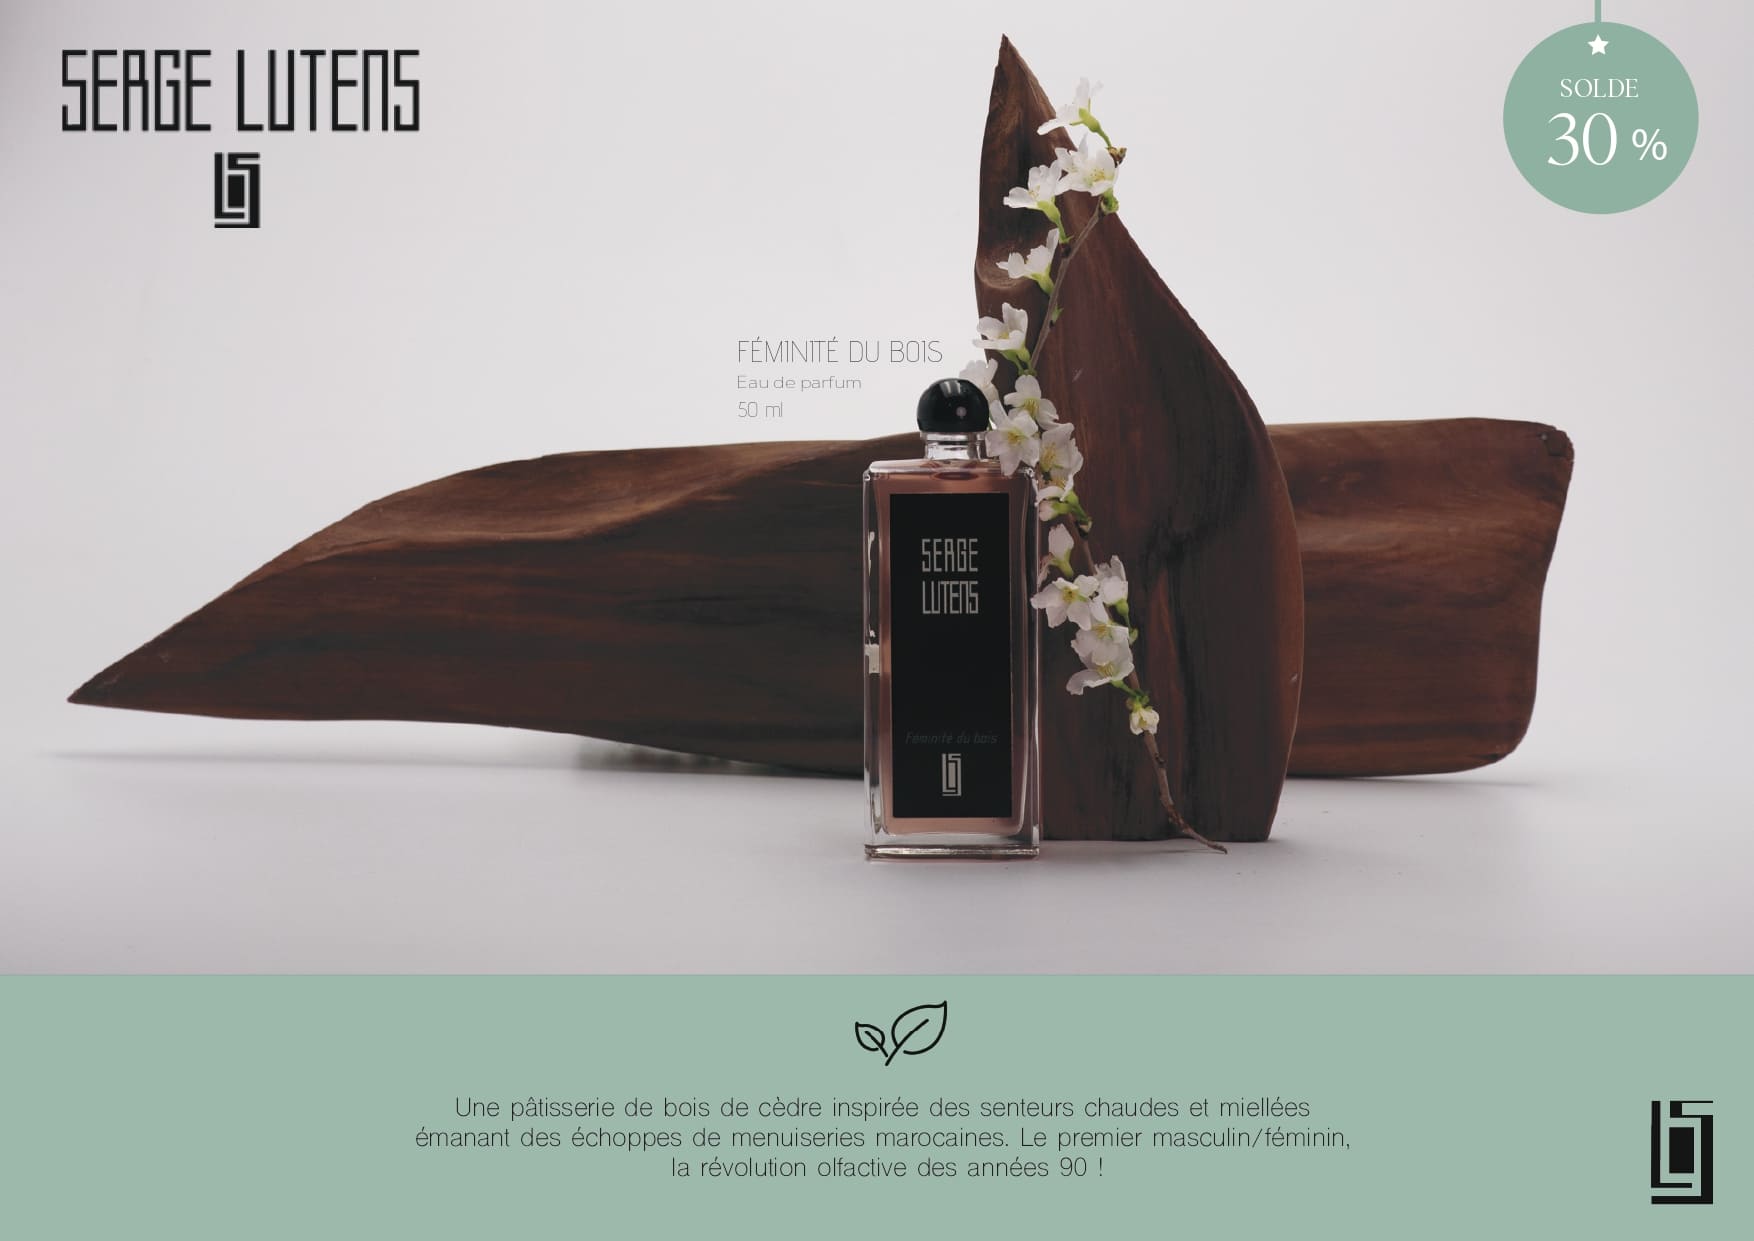 SERGE LUTENS
SOLDE
30 %
FÉMINITÉ DU BOIS
Eau de parfum
50 ml
SERGE
LUTENS
Féminité du bois
Une pâtisserie de bois de cèdre inspirée des senteurs chaudes et miellées
émanant des échoppes de menuiseries marocaines. Le premier masculin/féminin,
la révolution olfactive des années 90 !